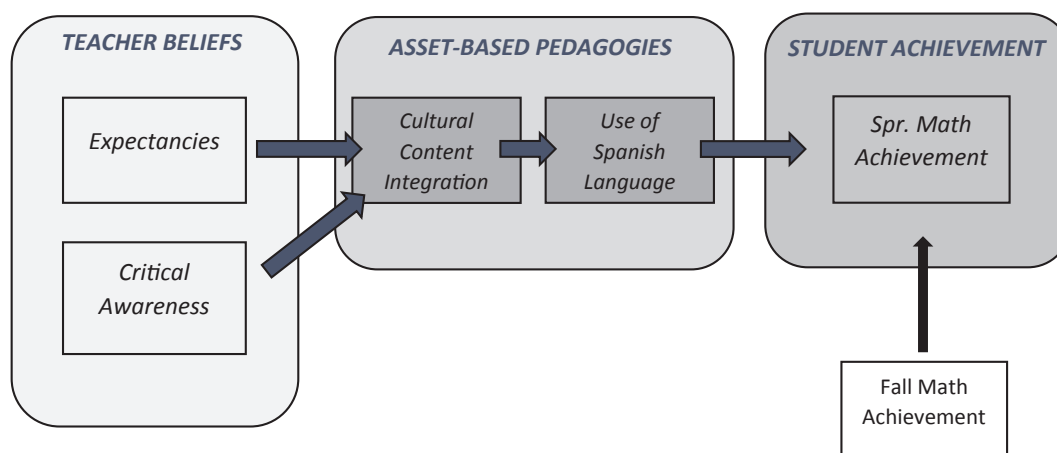 TEACHER BELIEFS
Expectancies
Critical
Awareness
ASSET-BASED PEDAGOGIES
Cultural
Content
Integration
Use of
Spanish
Language
STUDENT ACHIEVEMENT
Spr. Math
Achievement
Fall Math
Achievement